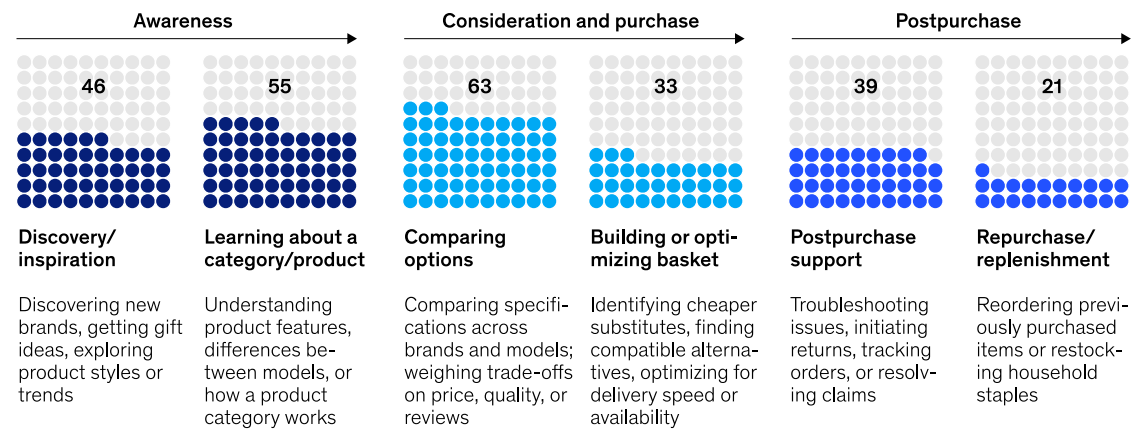 Awareness
Consideration and purchase
Postpurchase
46
55
63
33
39
21
Discovery/
inspiration
Discovering new
brands, getting gift
ideas, exploring
product styles or
trends
Learning about a
category/product
Understanding
product features,
differences be-
tween models, or
how a product
category works
Comparing
options
Comparing specifi-
cations across
brands and models;
weighing trade-offs
on price, quality, or
reviews
Building or opti-
mizing basket
Identifying cheaper
substitutes, finding
compatible alterna-
tives, optimizing for
delivery speed or
availability
Postpurchase
support
Troubleshooting
issues, initiating
returns, tracking
orders, or resolv-
ing claims
Repurchase/
replenishment
Reordering previ-
ously purchased
items or restock-
ing household
staples